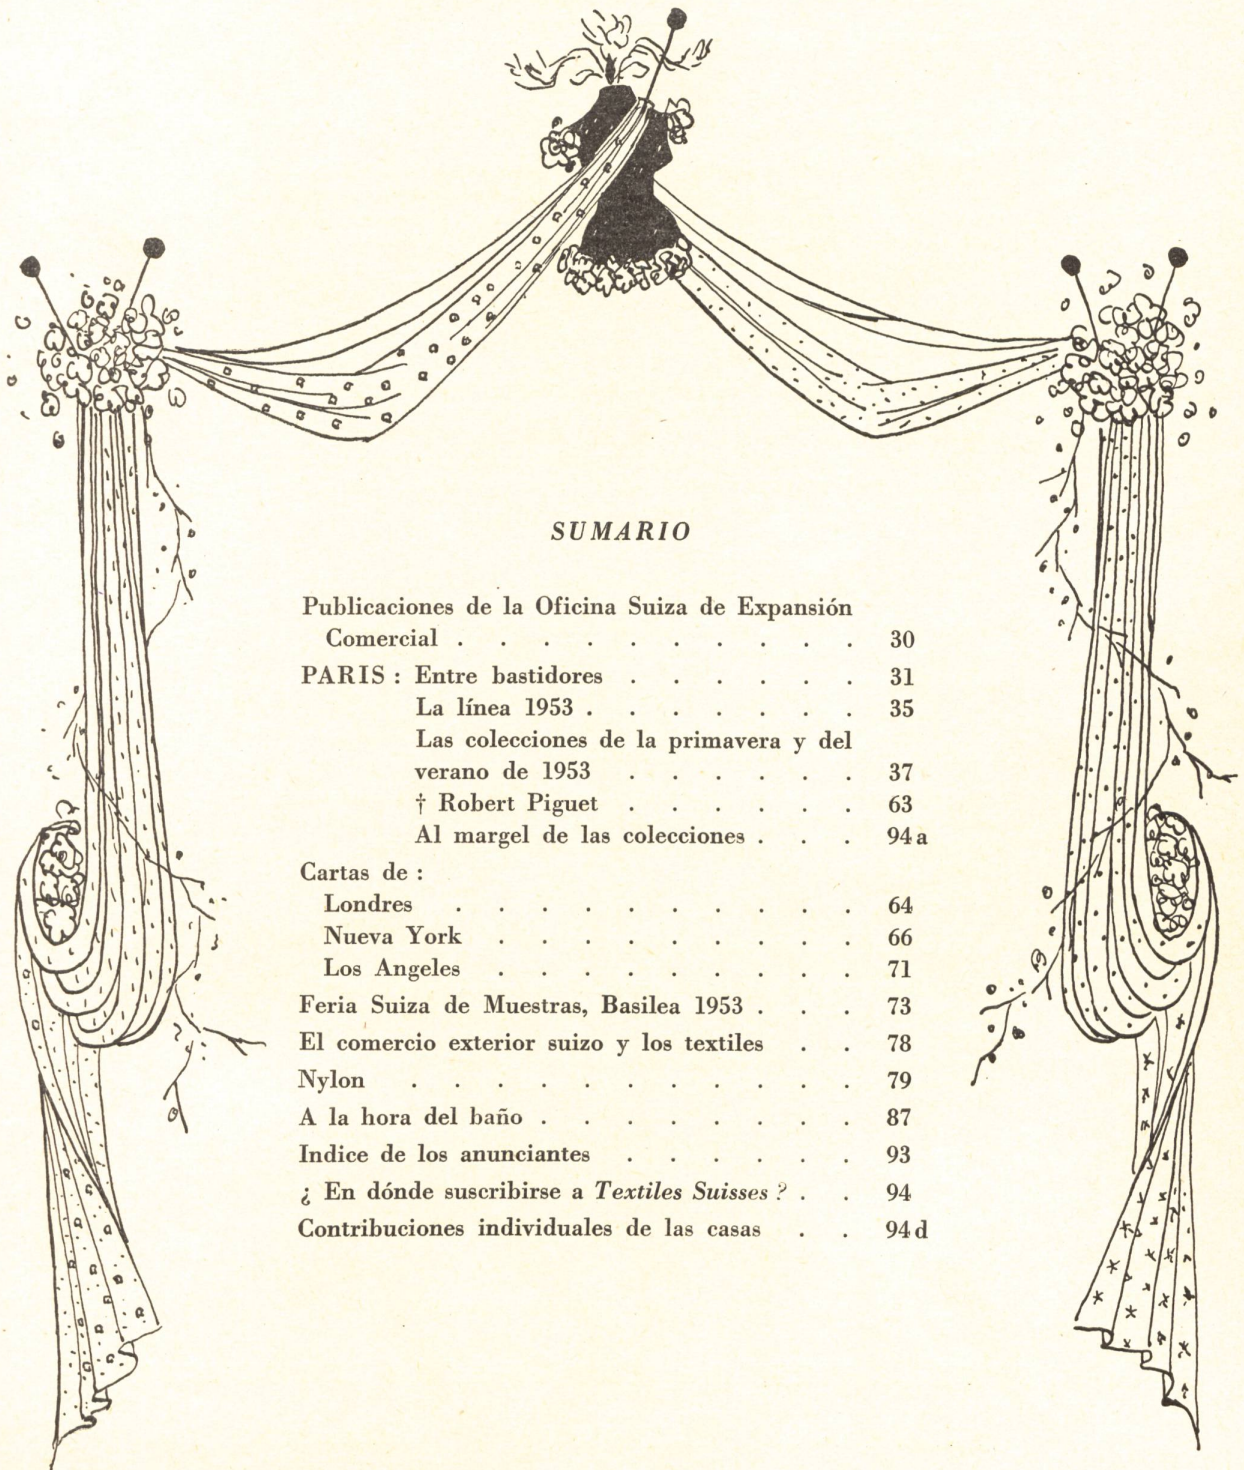 SUMARIO
Publicaciones de la Oficina Suiza de Expansión
Comercial . . . . . . . . . . 30
PARIS : Entre bastidores . . . . . . 31
La línea 1953 . . . . . . . 35
Las colecciones de la primavera y del
verano de 1953 . . . . . . 37
† Robert Piguet . . . . . . 63
Al margel de las colecciones . . . 94 a
Cartas de :
Londres . . . . . . . . . . 64
Nueva York . . . . . . . . . 66
Los Angeles . . . . . . . . . 71
Feria Suiza de Muestras, Basilea 1953 . . . 73
El comercio exterior suizo y los textiles . . 78
Nylon . . . . . . . . . . . 79
A la hora del baño . . . . . . . . 87
Indice de los anunciantes . . . . . . 93
¿ En dónde suscribirse a Textiles Suisses ? . . 94
Contribuciones individuales de las casas . . 94 d